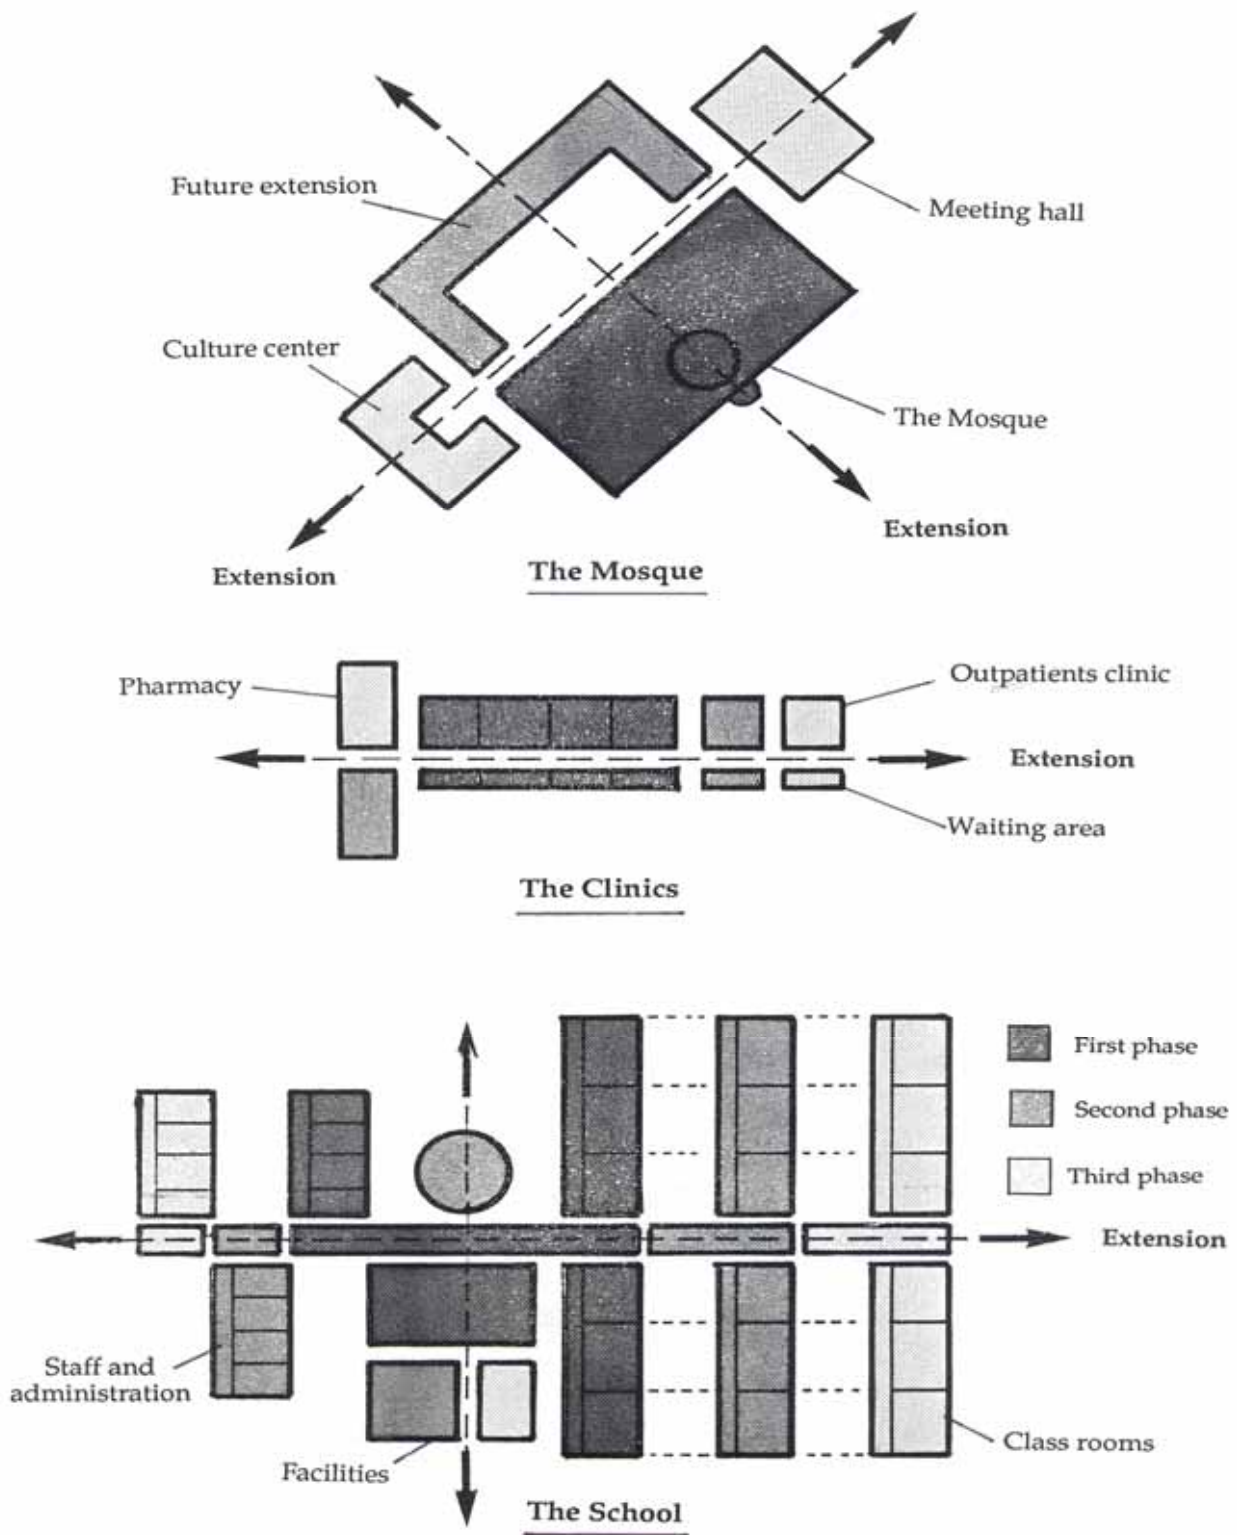 Future extension
Meeting hall
Culture center
The Mosque
Extension
Extension
The Mosque
Pharmacy
Outpatients clinic
Extension
Waiting area
The Clinics
First phase
Second phase
Third phase
Extension
Staff and
administration
Class rooms
Facilities
The School